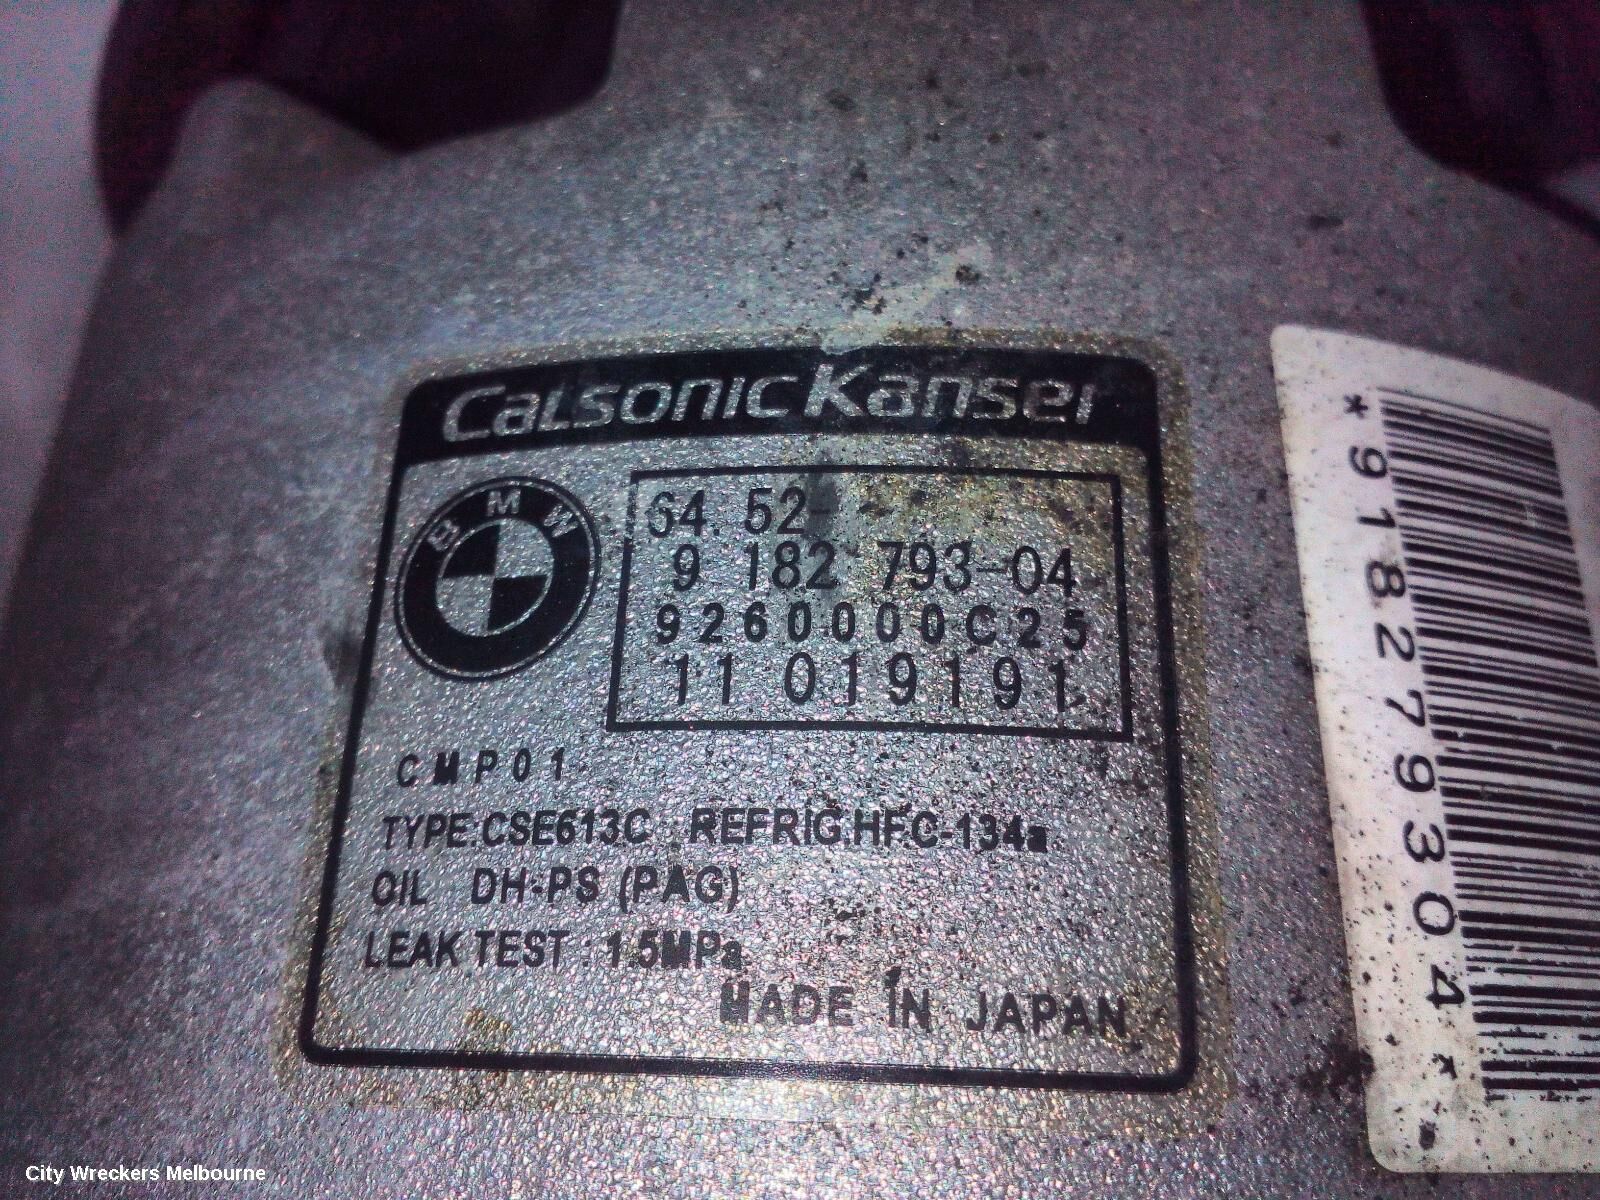 CalsonicKansei
BMW
64. 52-
9 182 793-04
9260000C25
11 019191
CMP01
TYPE:CSE613C REFRIG.HFC-134a
OIL DH-PS (PAG)
LEAK TEST : 1.5MPa
MADE IN JAPAN
*918279304*
City Wreckers Melbourne